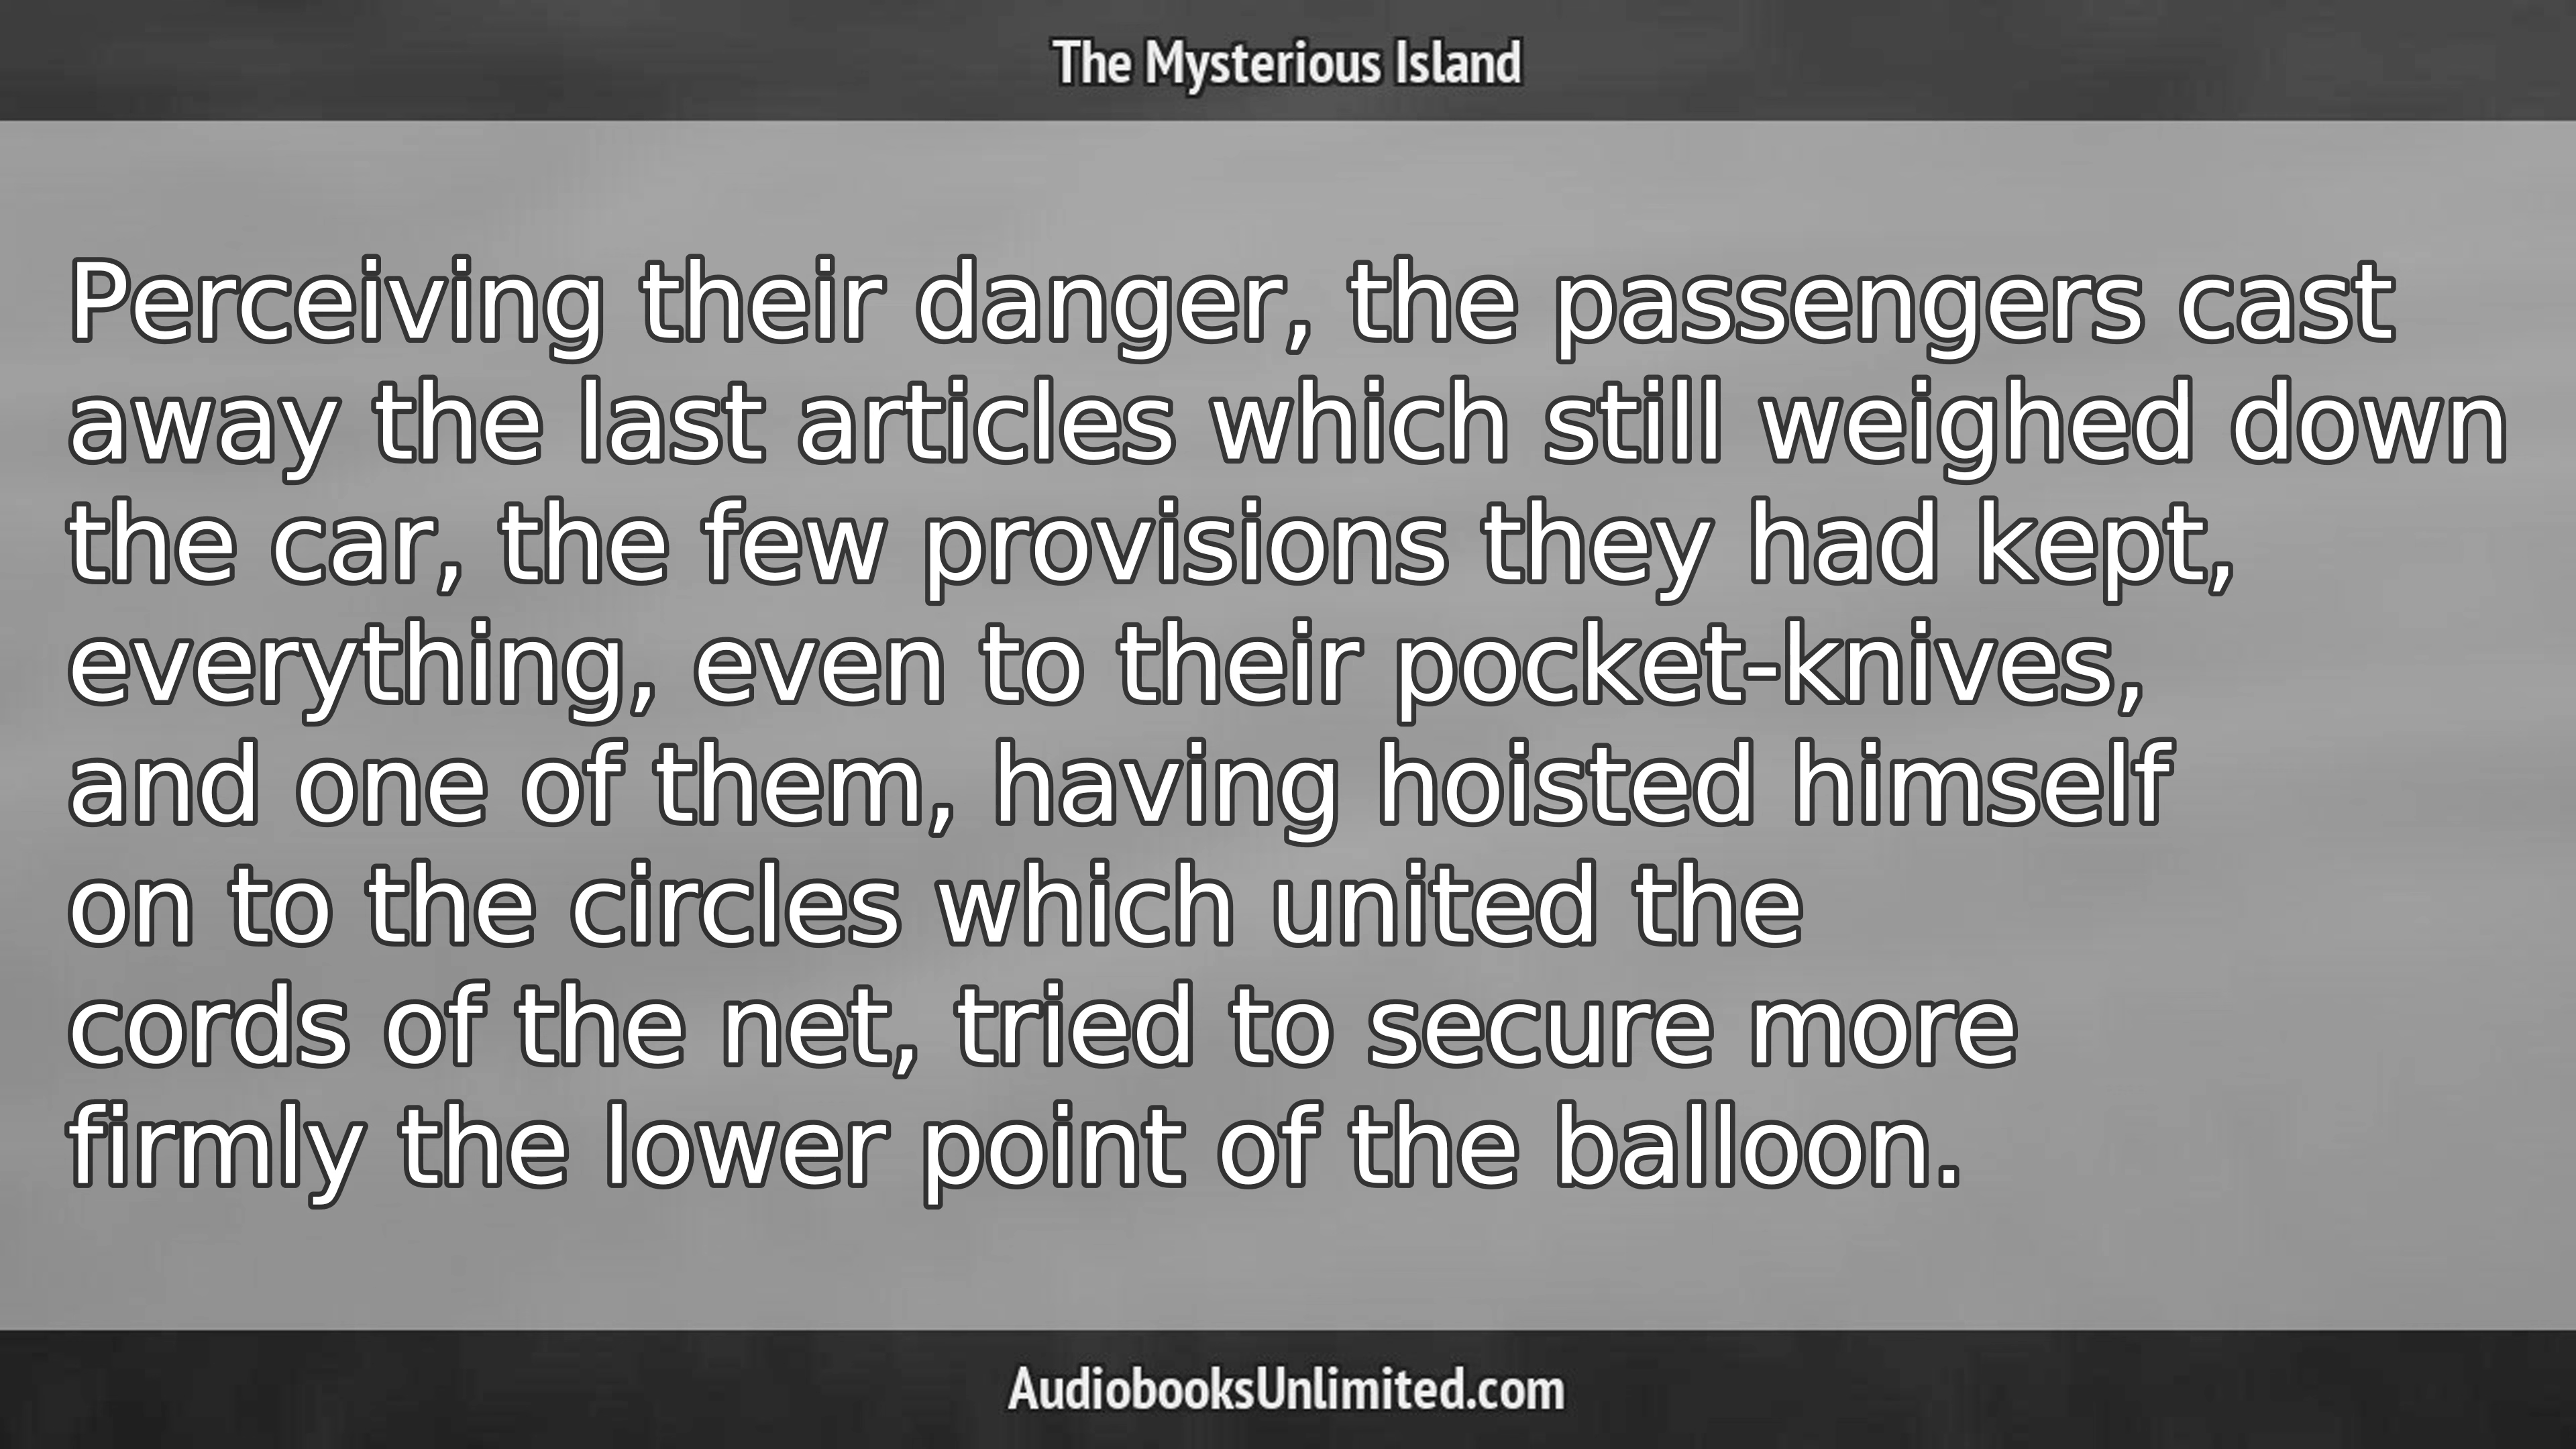 The Mysterious Island
Perceiving their danger, the passengers cast
away the last articles which still weighed down
the car, the few provisions they had kept,
everything, even to their pocket-knives,
and one of them, having hoisted himself
on to the circles which united the
cords of the net, tried to secure more
firmly the lower point of the balloon.
AudiobooksUnlimited.com